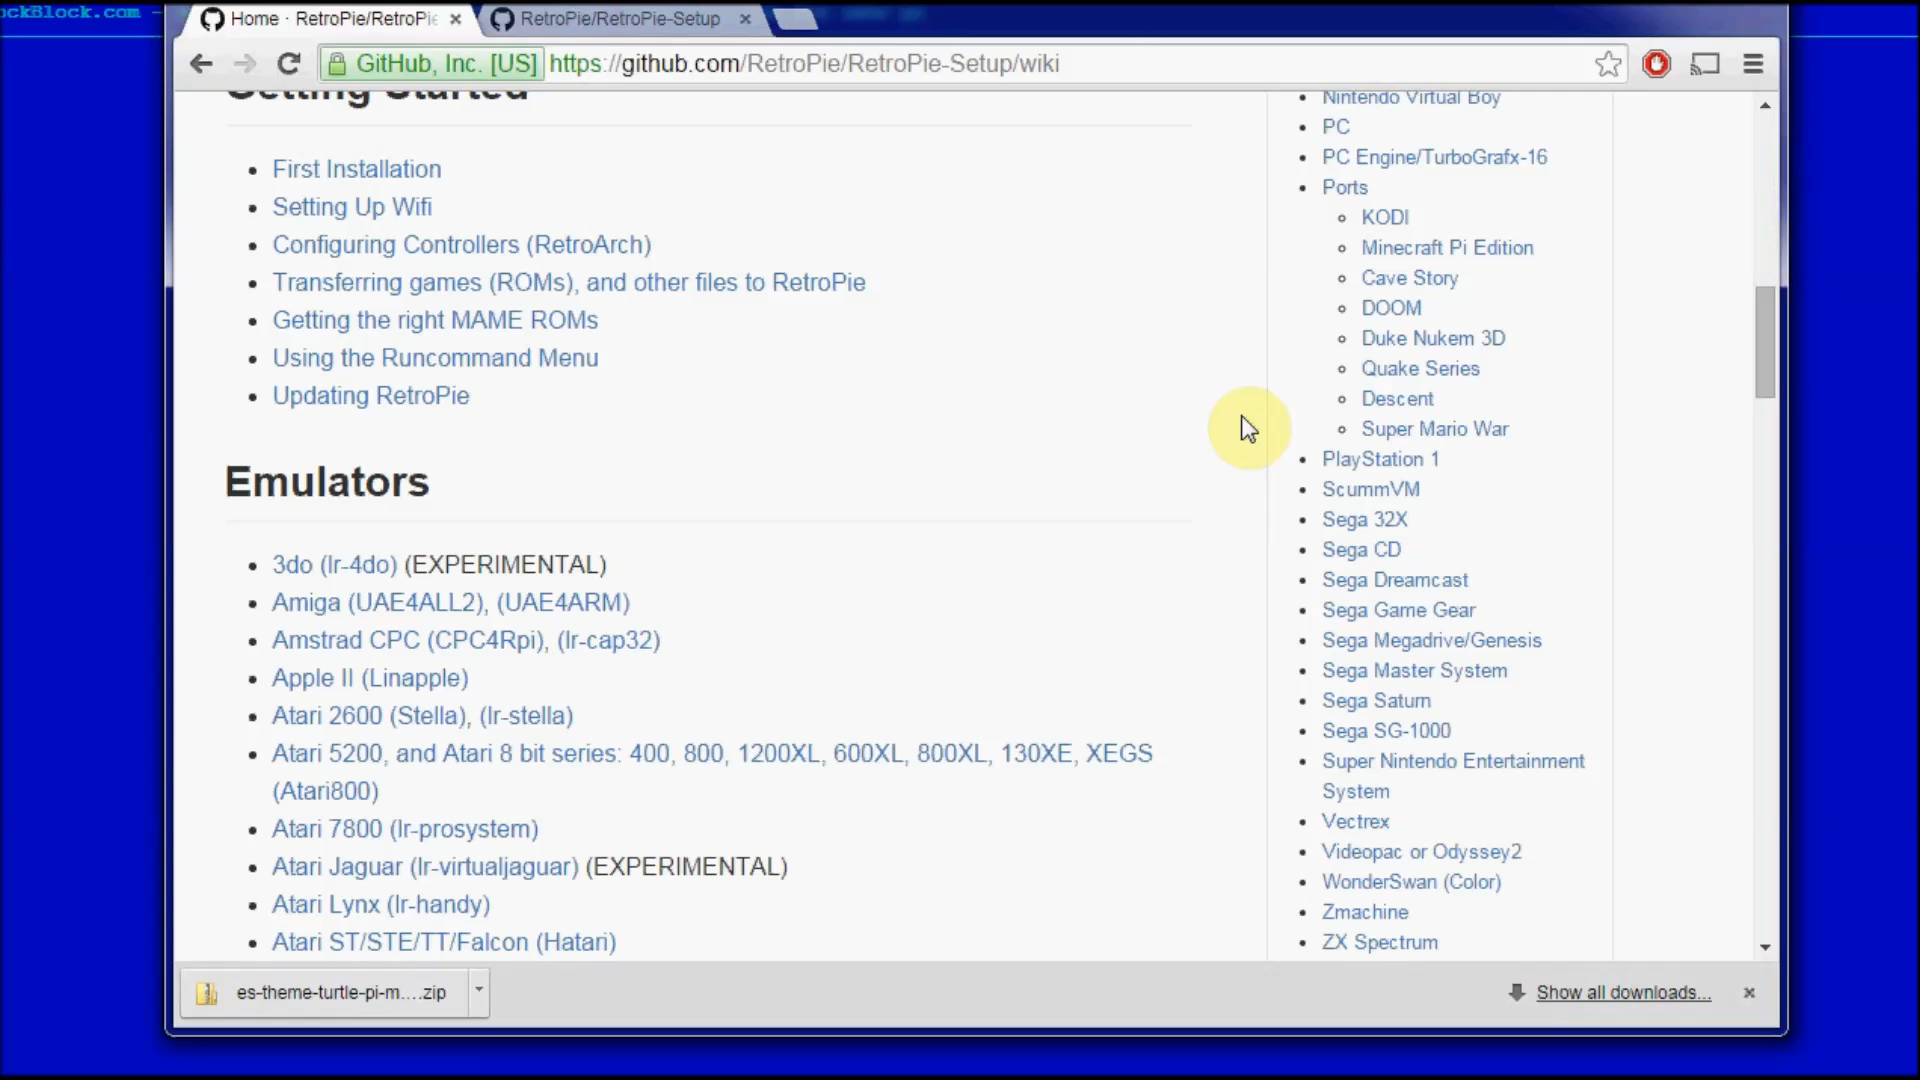 ockBlock.com
Home · RetroPie/RetroPie
RetroPie/RetroPie-Setup
GitHub, Inc. [US]
https://github.com/RetroPie/RetroPie-Setup/wiki
Getting Started
First Installation
Setting Up Wifi
Configuring Controllers (RetroArch)
Transferring games (ROMs), and other files to RetroPie
Getting the right MAME ROMs
Using the Runcommand Menu
Updating RetroPie
Emulators
3do (lr-4do) (EXPERIMENTAL)
Amiga (UAE4ALL2), (UAE4ARM)
Amstrad CPC (CPC4Rpi), (lr-cap32)
Apple II (Linapple)
Atari 2600 (Stella), (lr-stella)
Atari 5200, and Atari 8 bit series: 400, 800, 1200XL, 600XL, 800XL, 130XE, XEGS
(Atari800)
Atari 7800 (lr-prosystem)
Atari Jaguar (lr-virtualjaguar) (EXPERIMENTAL)
Atari Lynx (lr-handy)
Atari ST/STE/TT/Falcon (Hatari)
Nintendo Virtual Boy
PC
PC Engine/TurboGrafx-16
Ports
KODI
Minecraft Pi Edition
Cave Story
DOOM
Duke Nukem 3D
Quake Series
Descent
Super Mario War
PlayStation 1
ScummVM
Sega 32X
Sega CD
Sega Dreamcast
Sega Game Gear
Sega Megadrive/Genesis
Sega Master System
Sega Saturn
Sega SG-1000
Super Nintendo Entertainment
System
Vectrex
Videopac or Odyssey2
WonderSwan (Color)
Zmachine
ZX Spectrum
es-theme-turtle-pi-m....zip
Show all downloads...